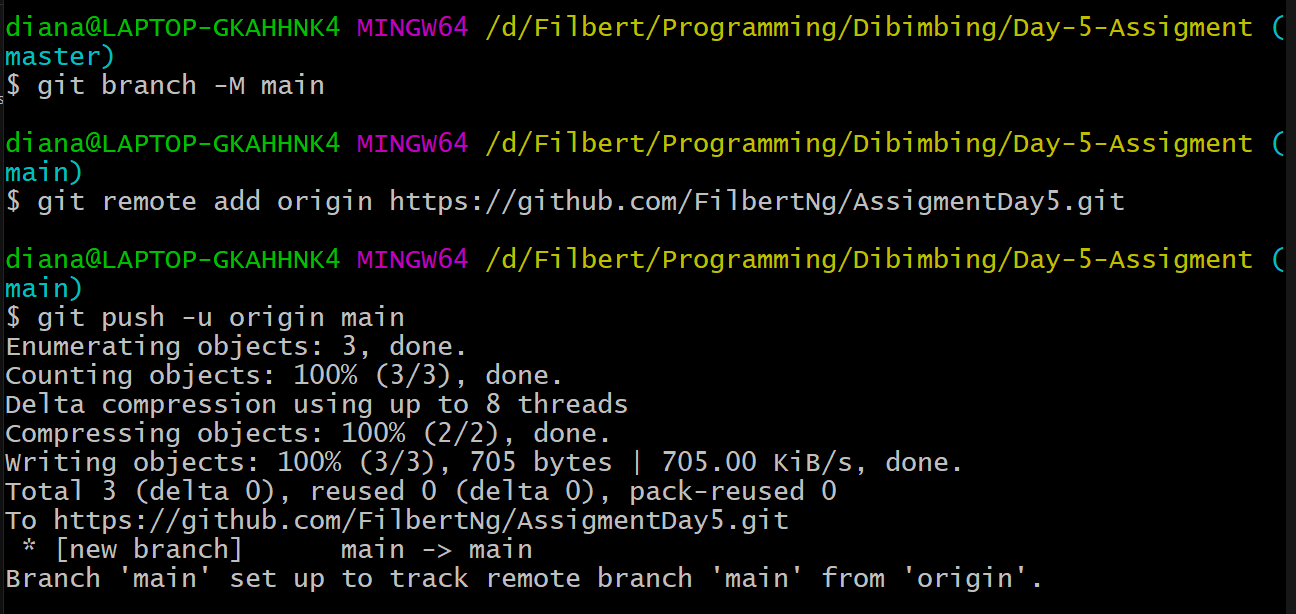 diana@LAPTOP-GKAHHNK4 MINGW64 /d/Filbert/Programming/Dibimbing/Day-5-Assigment (
master)
$ git branch -M main
diana@LAPTOP-GKAHHNK4 MINGW64 /d/Filbert/Programming/Dibimbing/Day-5-Assigment (
main)
$ git remote add origin https://github.com/FilbertNg/AssigmentDay5.git
diana@LAPTOP-GKAHHNK4 MINGW64 /d/Filbert/Programming/Dibimbing/Day-5-Assigment (
main)
$ git push -u origin main
Enumerating objects: 3, done.
Counting objects: 100% (3/3), done.
Delta compression using up to 8 threads
Compressing objects: 100% (2/2), done.
Writing objects: 100% (3/3), 705 bytes | 705.00 KiB/s, done.
Total 3 (delta 0), reused 0 (delta 0), pack-reused 0
To https://github.com/FilbertNg/AssigmentDay5.git
 * [new branch]      main -> main
Branch 'main' set up to track remote branch 'main' from 'origin'.